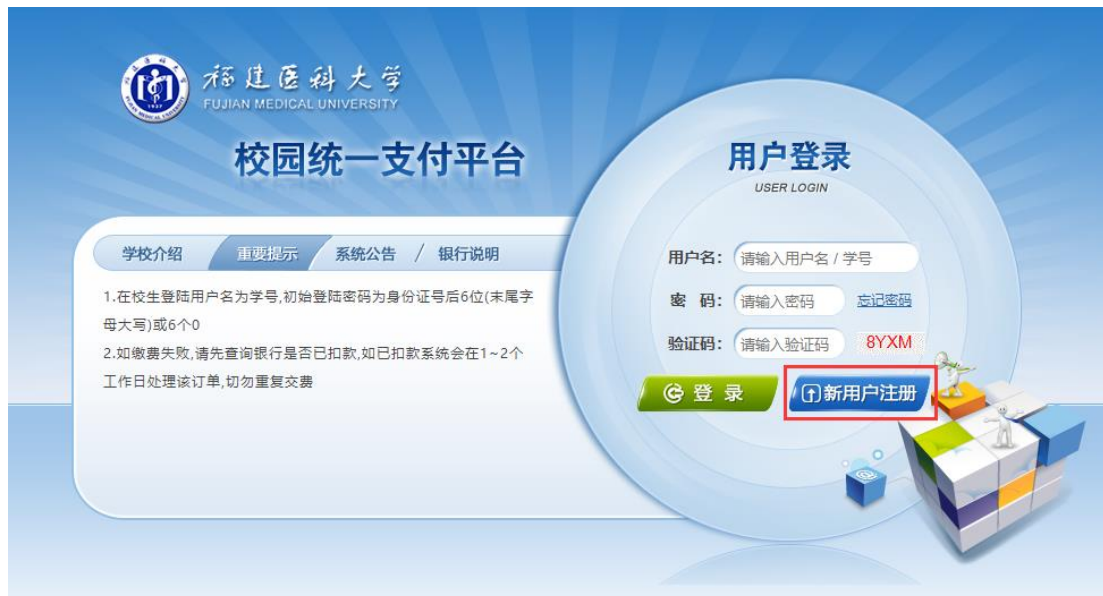 福建医科大学
FUJIAN MEDICAL UNIVERSITY
校园统一支付平台
学校介绍 重要提示 系统公告 / 银行说明
1.在校生登陆用户名为学号,初始登陆密码为身份证号后6位(末尾字
母大写)或6个0
2.如缴费失败,请先查询银行是否已扣款,如已扣款系统会在1~2个
工作日处理该订单,切勿重复交费
用户登录
USER LOGIN
用户名: 请输入用户名 / 学号
密 码: 请输入密码 忘记密码
验证码: 请输入验证码 8YXM
登 录 新用户注册